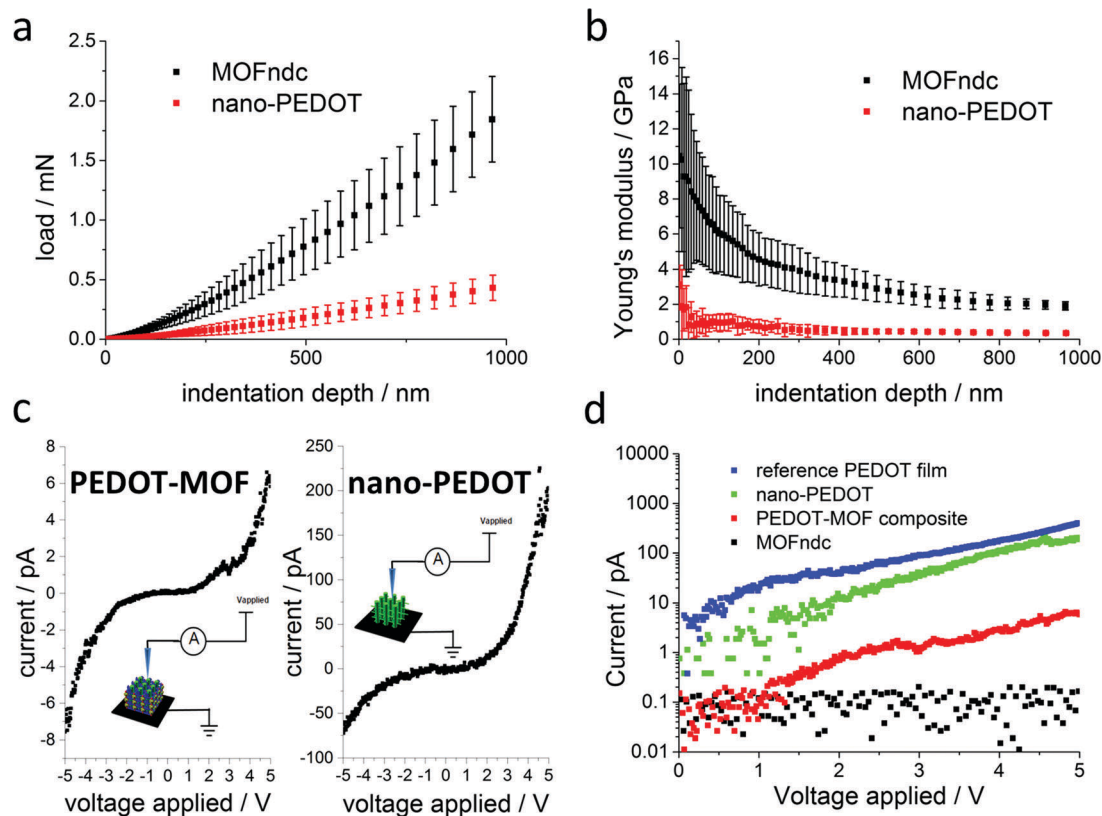 a
MOFndc
nano-PEDOT
load / mN
2.5
2.0
1.5
1.0
0.5
0.0
500
1000
indentation depth / nm
b
MOFndc
nano-PEDOT
Young's modulus / GPa
16
14
12
10
8
6
4
2
0
0
200
400
600
800
1000
indentation depth / nm
c
PEDOT-MOF
current / pA
8
6
4
2
0
-2
-4
-6
-8
A
Vapplied
-5
-4
-3
-2
-1
0
1
2
3
4
5
voltage applied / V
nano-PEDOT
current / pA
250
200
150
100
50
0
-50
-100
A
Vapplied
-5
-4
-3
-2
-1
0
1
2
3
4
5
voltage applied / V
d
reference PEDOT film
nano-PEDOT
PEDOT-MOF composite
MOFndc
Current / pA
10000
1000
100
10
1
0.1
0.01
0
1
2
3
4
5
Voltage applied / V